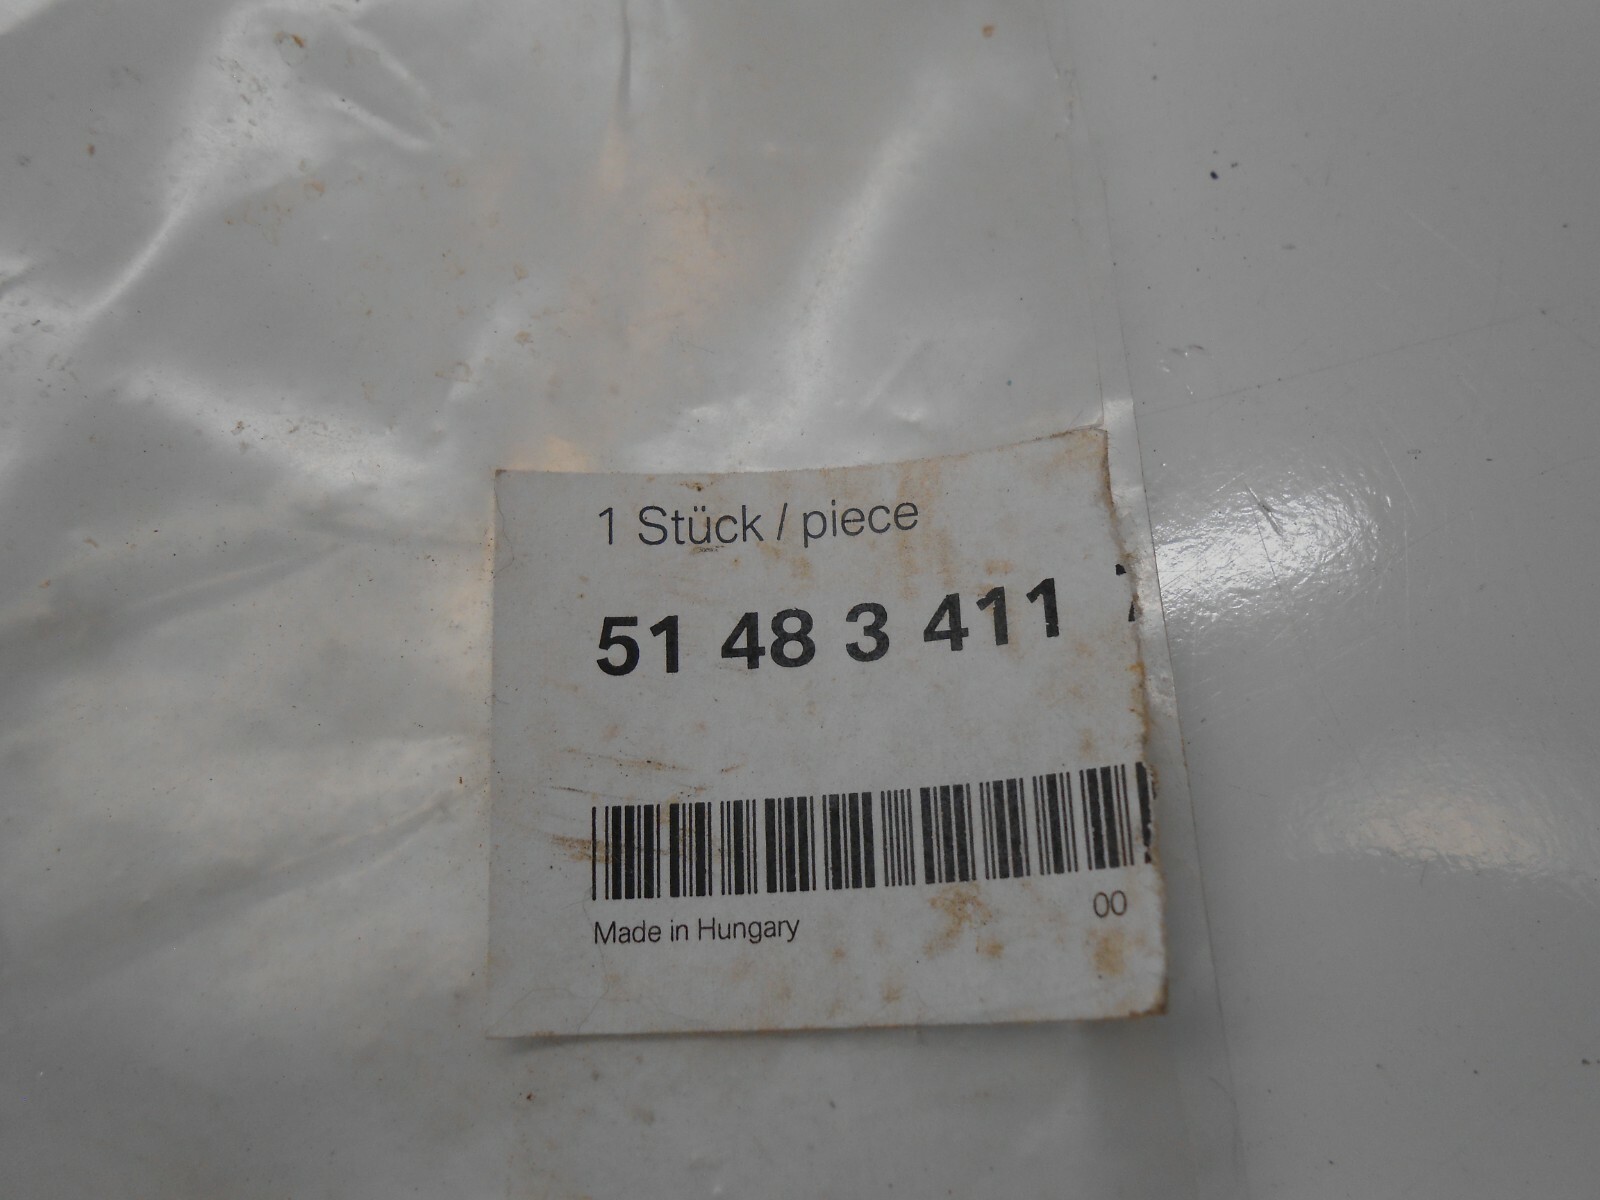 1 Stück / piece
51 48 3 411
Made in Hungary
00